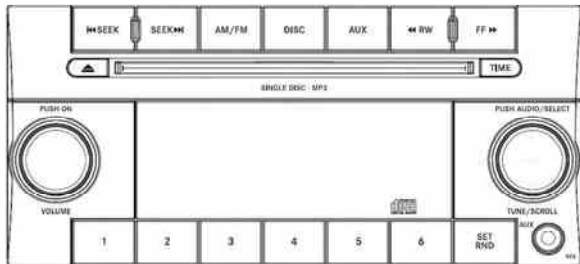 SEEK
SEEK
AM/FM
DISC
AUX
RW
FF
TIME
SINGLE DISC - MP3
PUSH ON
PUSH AUDIO/SELECT
VOLUME
TUNE/SCROLL
1
2
3
4
5
6
SET
RND
AUX